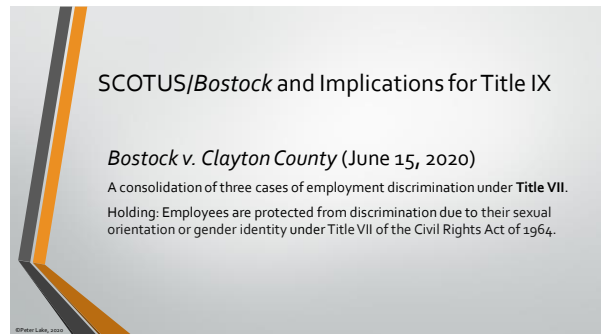 SCOTUS/Bostock and Implications for Title IX
Bostock v. Clayton County (June 15, 2020)
A consolidation of three cases of employment discrimination under Title VII.
Holding: Employees are protected from discrimination due to their sexual
orientation or gender identity under Title VII of the Civil Rights Act of 1964.
©Peter Lake, 2020